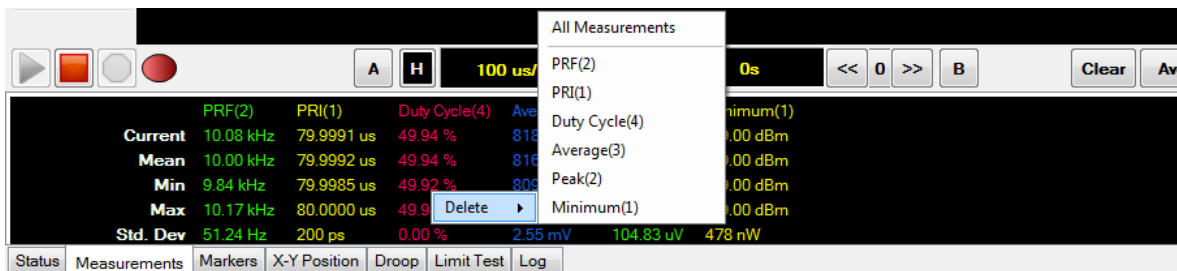 All Measurements
PRF(2)
PRI(1)
Duty Cycle(4)
Average(3)
Peak(2)
Minimum(1)
A H 100 us/ 0s << 0 >> B Clear
PRF(2) PRI(1) Duty Cycle(4)
Current 10.08 kHz 79.9991 us 49.94 %
Mean 10.00 kHz 79.9992 us 49.94 %
Min 9.84 kHz 79.9985 us 49.92 %
Max 10.17 kHz 80.0000 us
Delete
Std. Dev 51.24 Hz 200 ps 0.00 % 2.55 mV 104.83 uV 478 nW
Status Measurements Markers X-Y Position Droop Limit Test Log